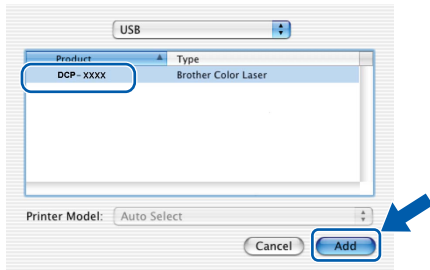 USB
Product Type
DCP-XXXX Brother Color Laser
Printer Model: Auto Select
Cancel Add